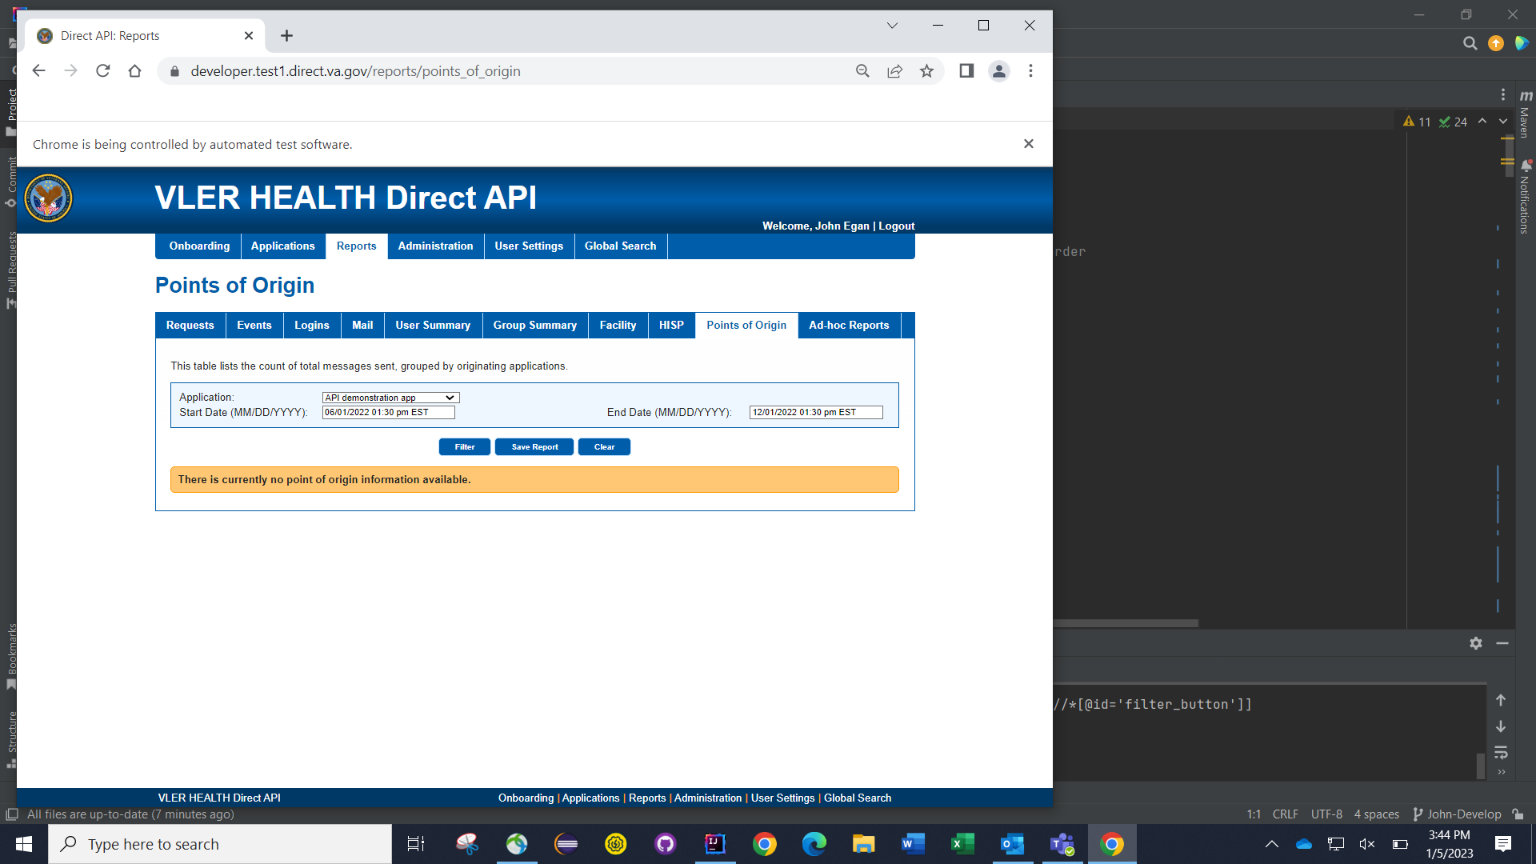 Direct API: Reports
developer.test1.direct.va.gov/reports/points_of_origin
Chrome is being controlled by automated test software.
VLER HEALTH Direct API
Welcome, John Egan | Logout
Onboarding Applications Reports Administration User Settings Global Search
Points of Origin
Requests Events Logins Mail User Summary Group Summary Facility HISP Points of Origin Ad-hoc Reports
This table lists the count of total messages sent, grouped by originating applications.
Application: API demonstration app
Start Date (MM/DD/YYYY): 06/01/2022 01:30 pm EST End Date (MM/DD/YYYY): 12/01/2022 01:30 pm EST
Filter Save Report Clear
There is currently no point of origin information available.
VLER HEALTH Direct API Onboarding | Applications | Reports | Administration | User Settings | Global Search
Project
Commit
Pull Requests
Bookmarks
Structure
11 24
m
Maven
Notifications
rder
//*[@id='filter_button']]
All files are up-to-date (7 minutes ago) 1:1 CRLF UTF-8 4 spaces John-Develop
Type here to search
3:44 PM
1/5/2023